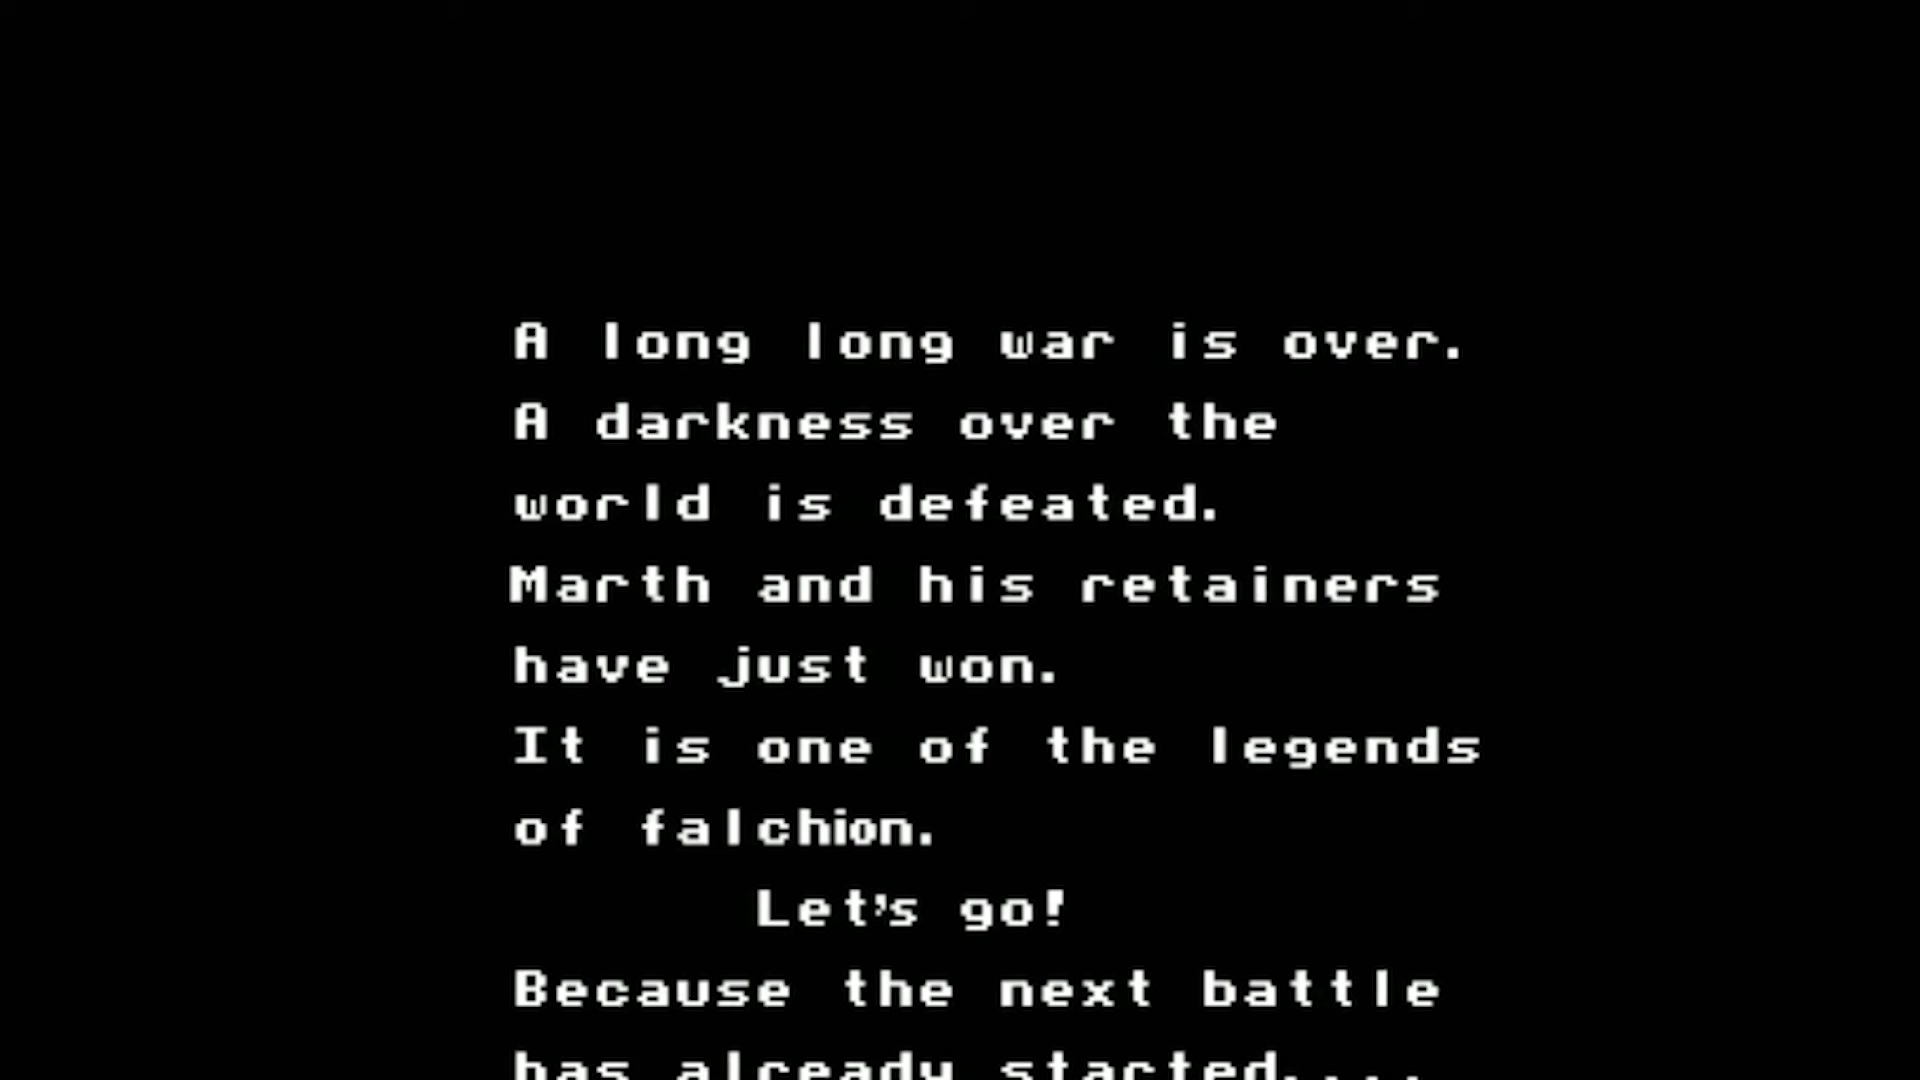 A long long war is over.
A darkness over the
world is defeated.
Marth and his retainers
have just won.
It is one of the legends
of falchion.
Let's go!
Because the next battle
has already started....